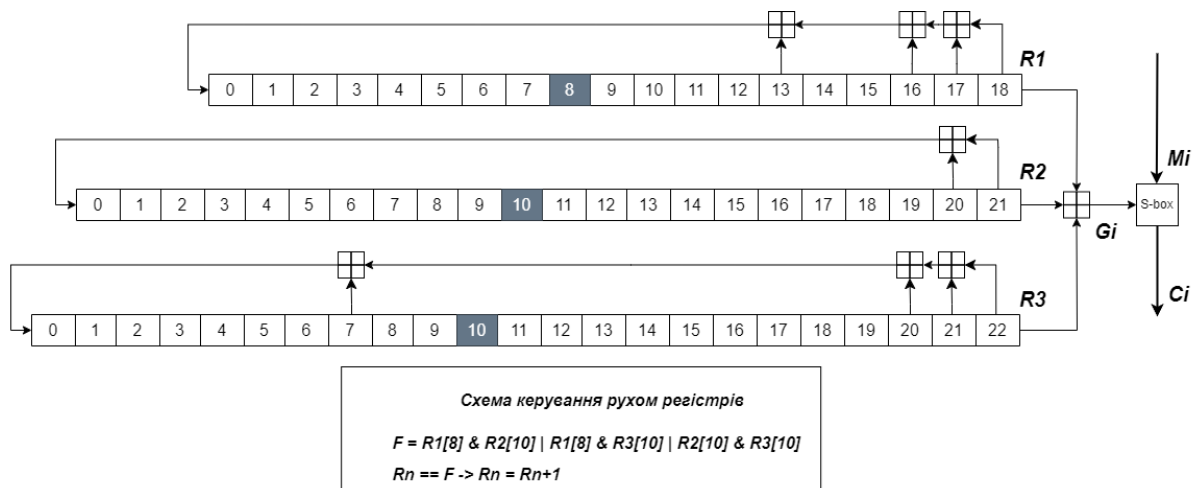 R1
0 1 2 3 4 5 6 7 8 9 10 11 12 13 14 15 16 17 18
Mi
R2
0 1 2 3 4 5 6 7 8 9 10 11 12 13 14 15 16 17 18 19 20 21
S-box
Gi
Ci
R3
0 1 2 3 4 5 6 7 8 9 10 11 12 13 14 15 16 17 18 19 20 21 22
Схема керування рухом регістрів
F = R1[8] & R2[10] | R1[8] & R3[10] | R2[10] & R3[10]
Rn == F -> Rn = Rn+1